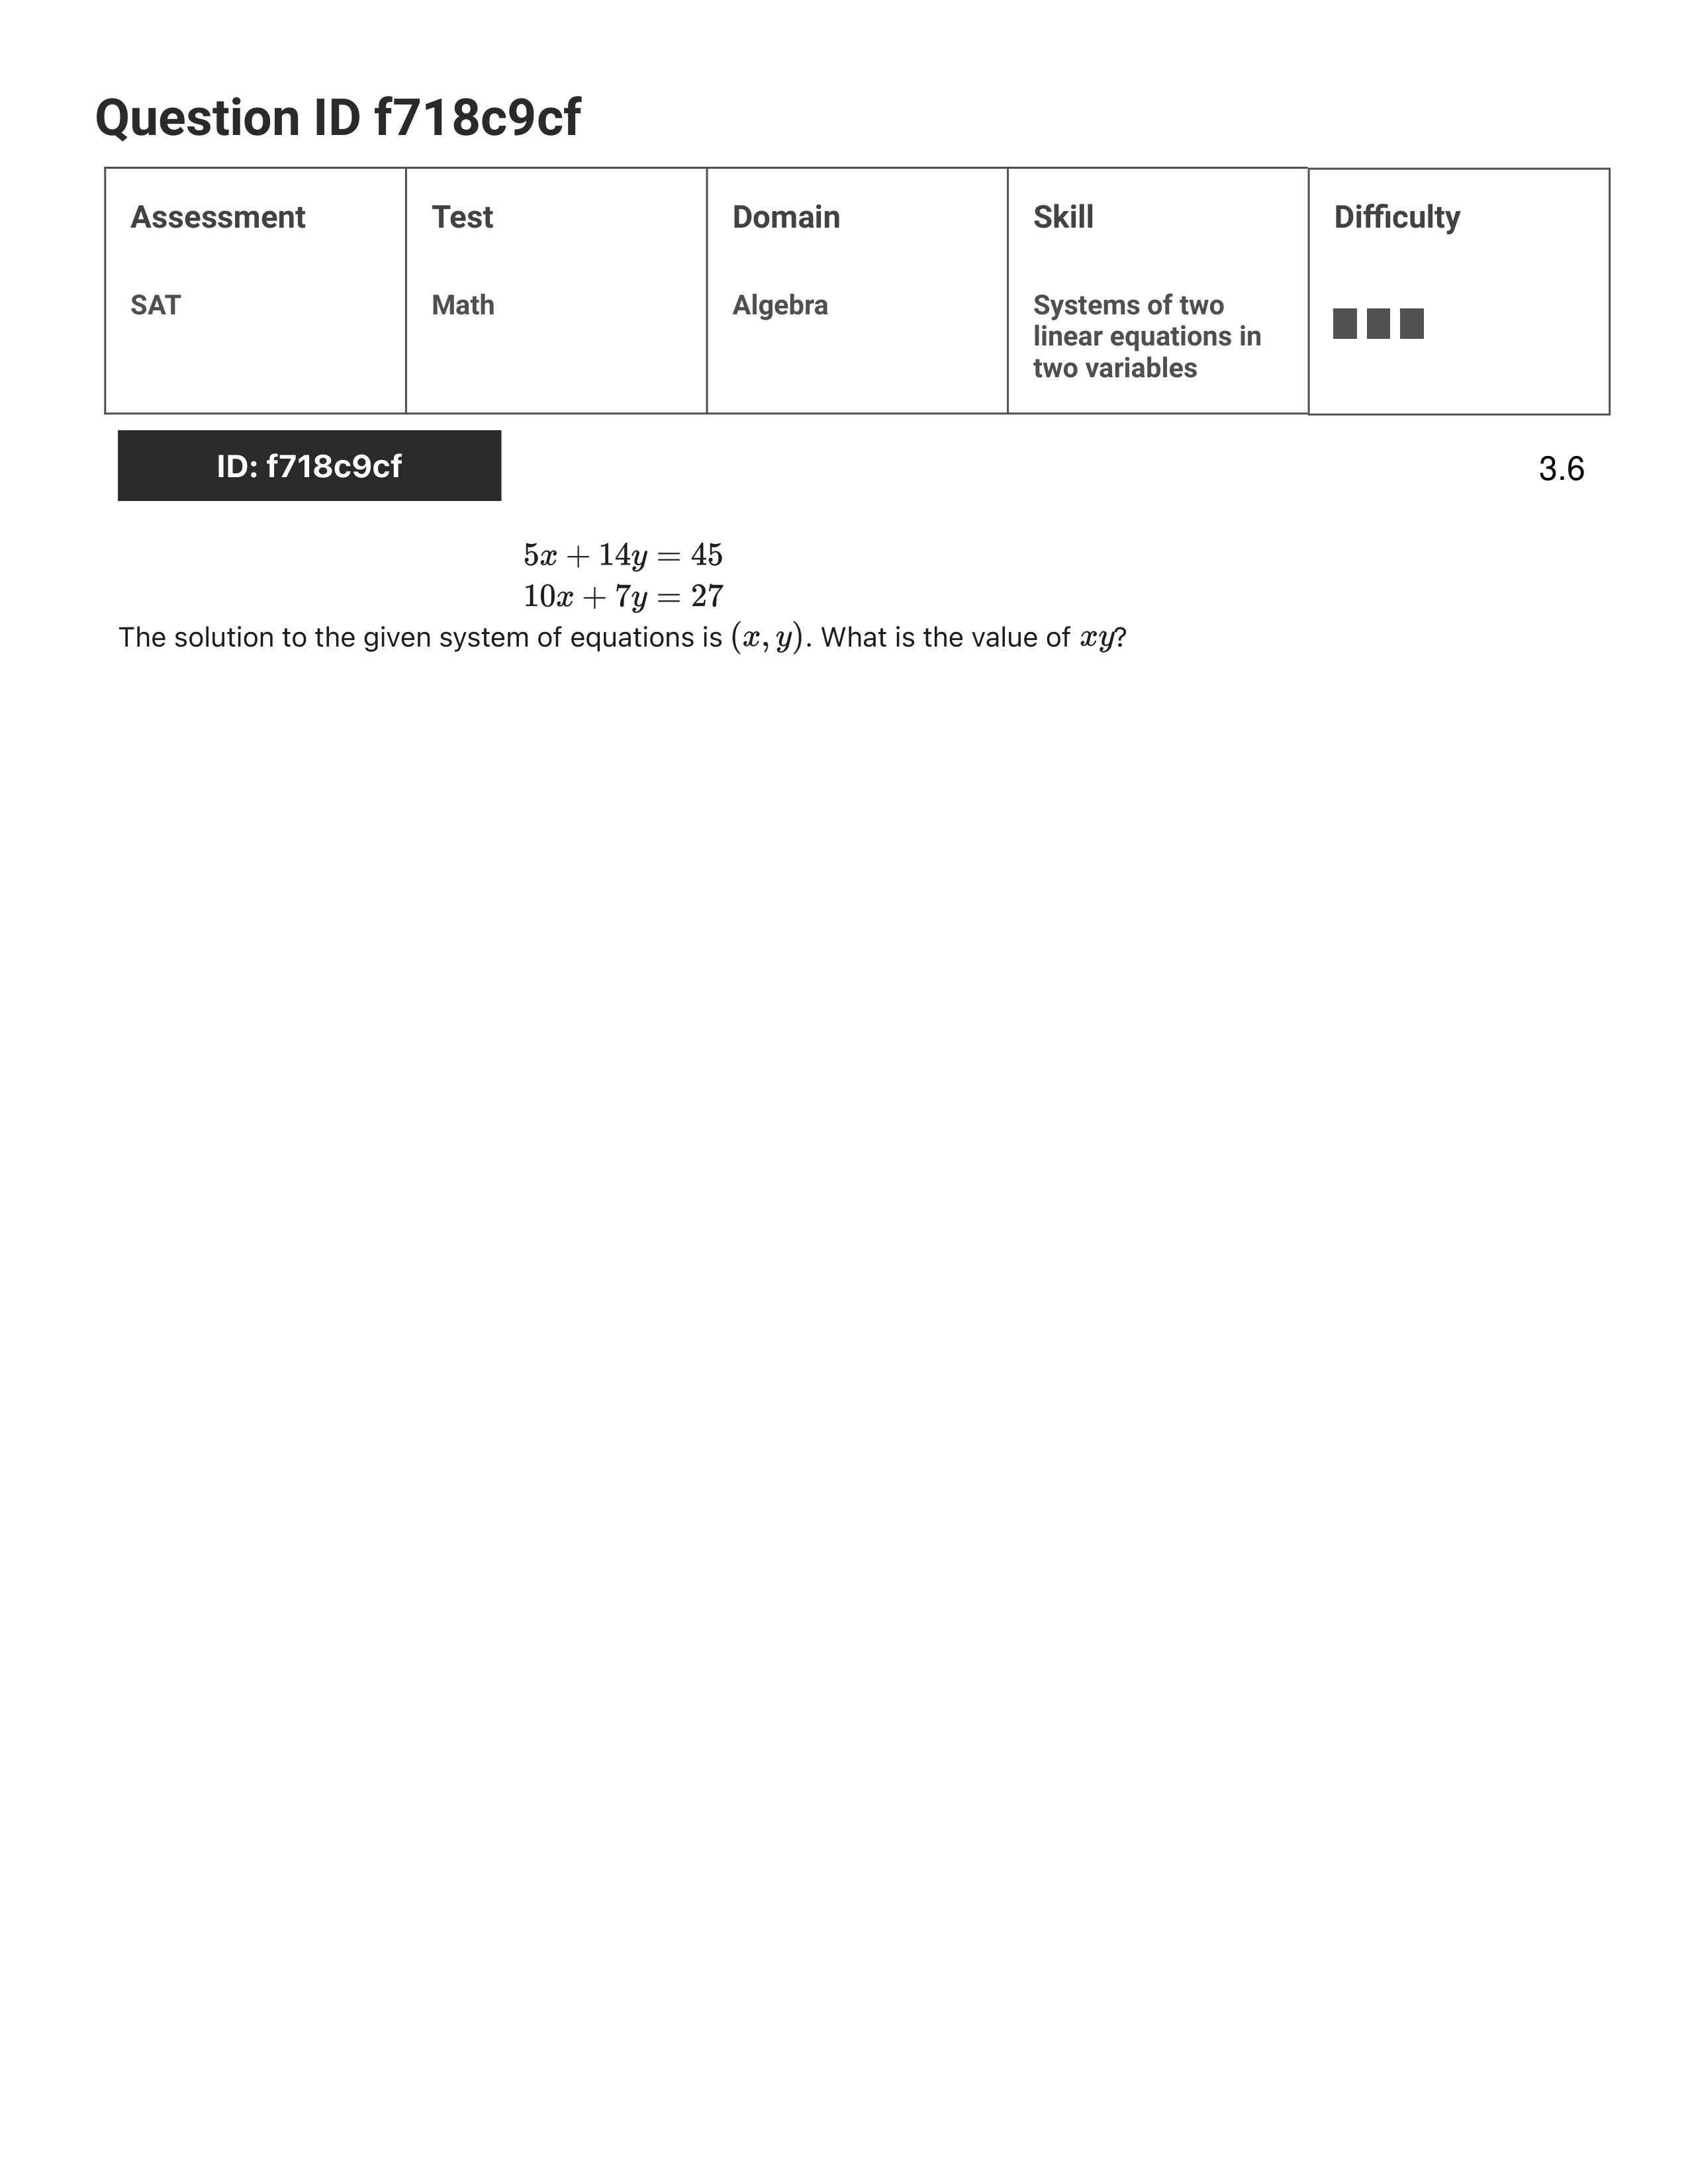 Question ID f718c9cf
Assessment Test Domain Skill Difficulty
SAT Math Algebra Systems of two
linear equations in
two variables
ID: f718c9cf 3.6
5x + 14y = 45
10x + 7y = 27
The solution to the given system of equations is (x, y). What is the value of xy?